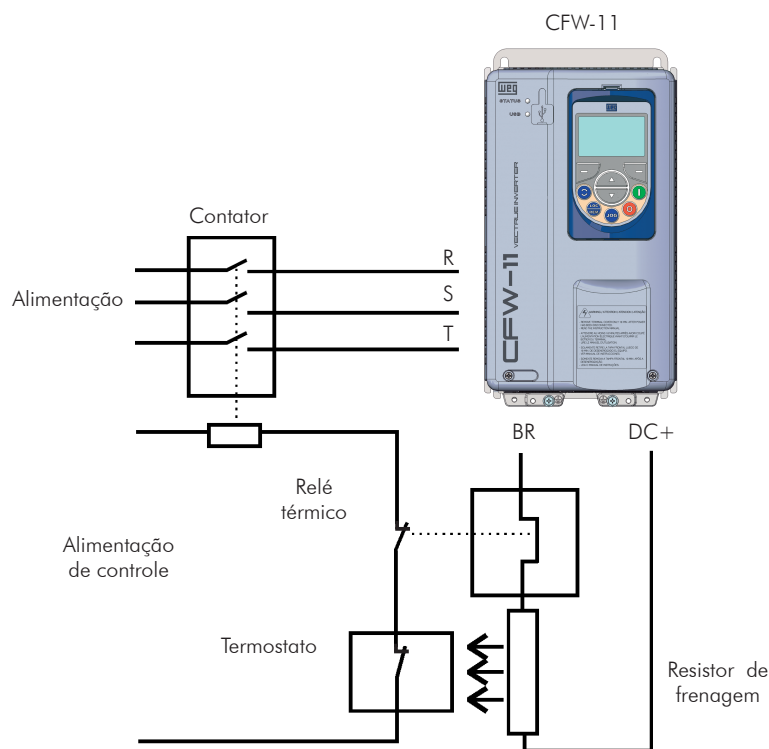 CFW-11
WEG
STATUS
USB
CFW-11 VECTRUE INVERTER
Contator
Alimentação
R
S
T
BR
DC+
Relé
térmico
Alimentação
de controle
Termostato
Resistor de
frenagem